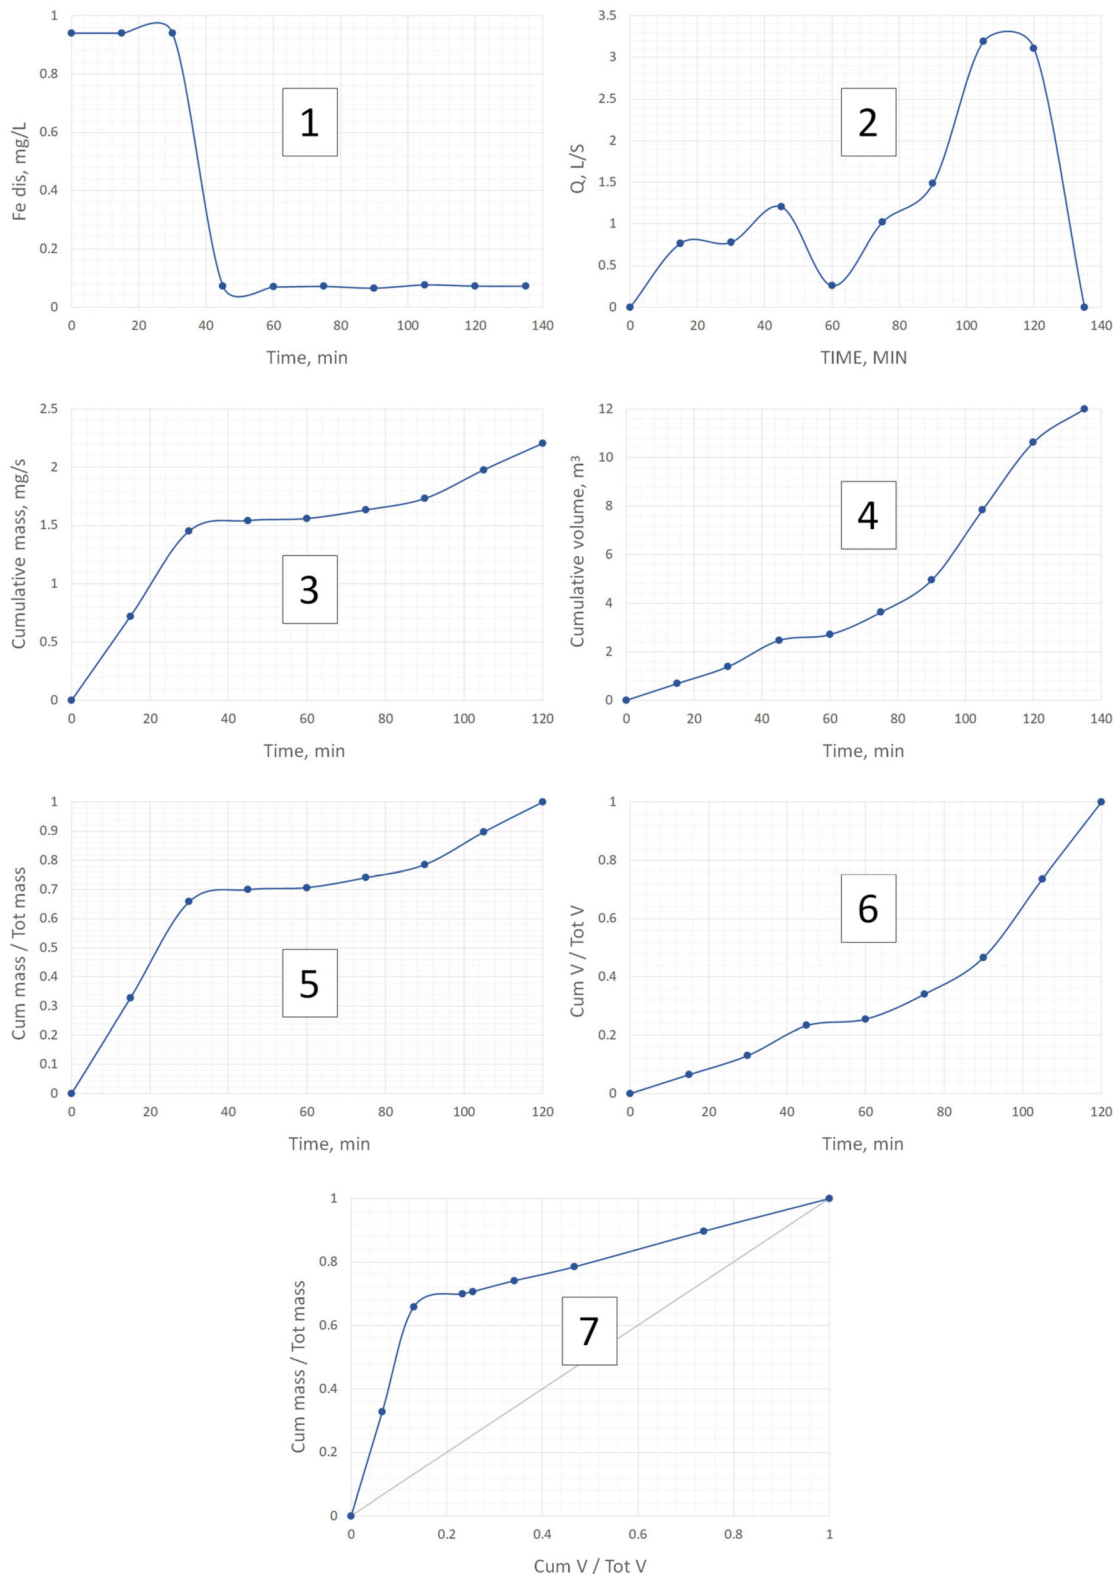 1
0.8
0.6
0.4
0.2
0
Fe dis, mg/L
1
0 20 40 60 80 100 120 140
Time, min
3.5
3
2.5
2
1.5
1
0.5
0
Q, L/S
2
0 20 40 60 80 100 120 140
TIME, MIN
2.5
2
1.5
1
0.5
0
Cumulative mass, mg/s
3
0 20 40 60 80 100 120
Time, min
12
10
8
6
4
2
0
Cumulative volume, m³
4
0 20 40 60 80 100 120 140
Time, min
1
0.9
0.8
0.7
0.6
0.5
0.4
0.3
0.2
0.1
0
Cum mass / Tot mass
5
0 20 40 60 80 100 120
Time, min
1
0.8
0.6
0.4
0.2
0
Cum V / Tot V
6
0 20 40 60 80 100 120
Time, min
1
0.8
0.6
0.4
0.2
0
Cum mass / Tot mass
7
0 0.2 0.4 0.6 0.8 1
Cum V / Tot V